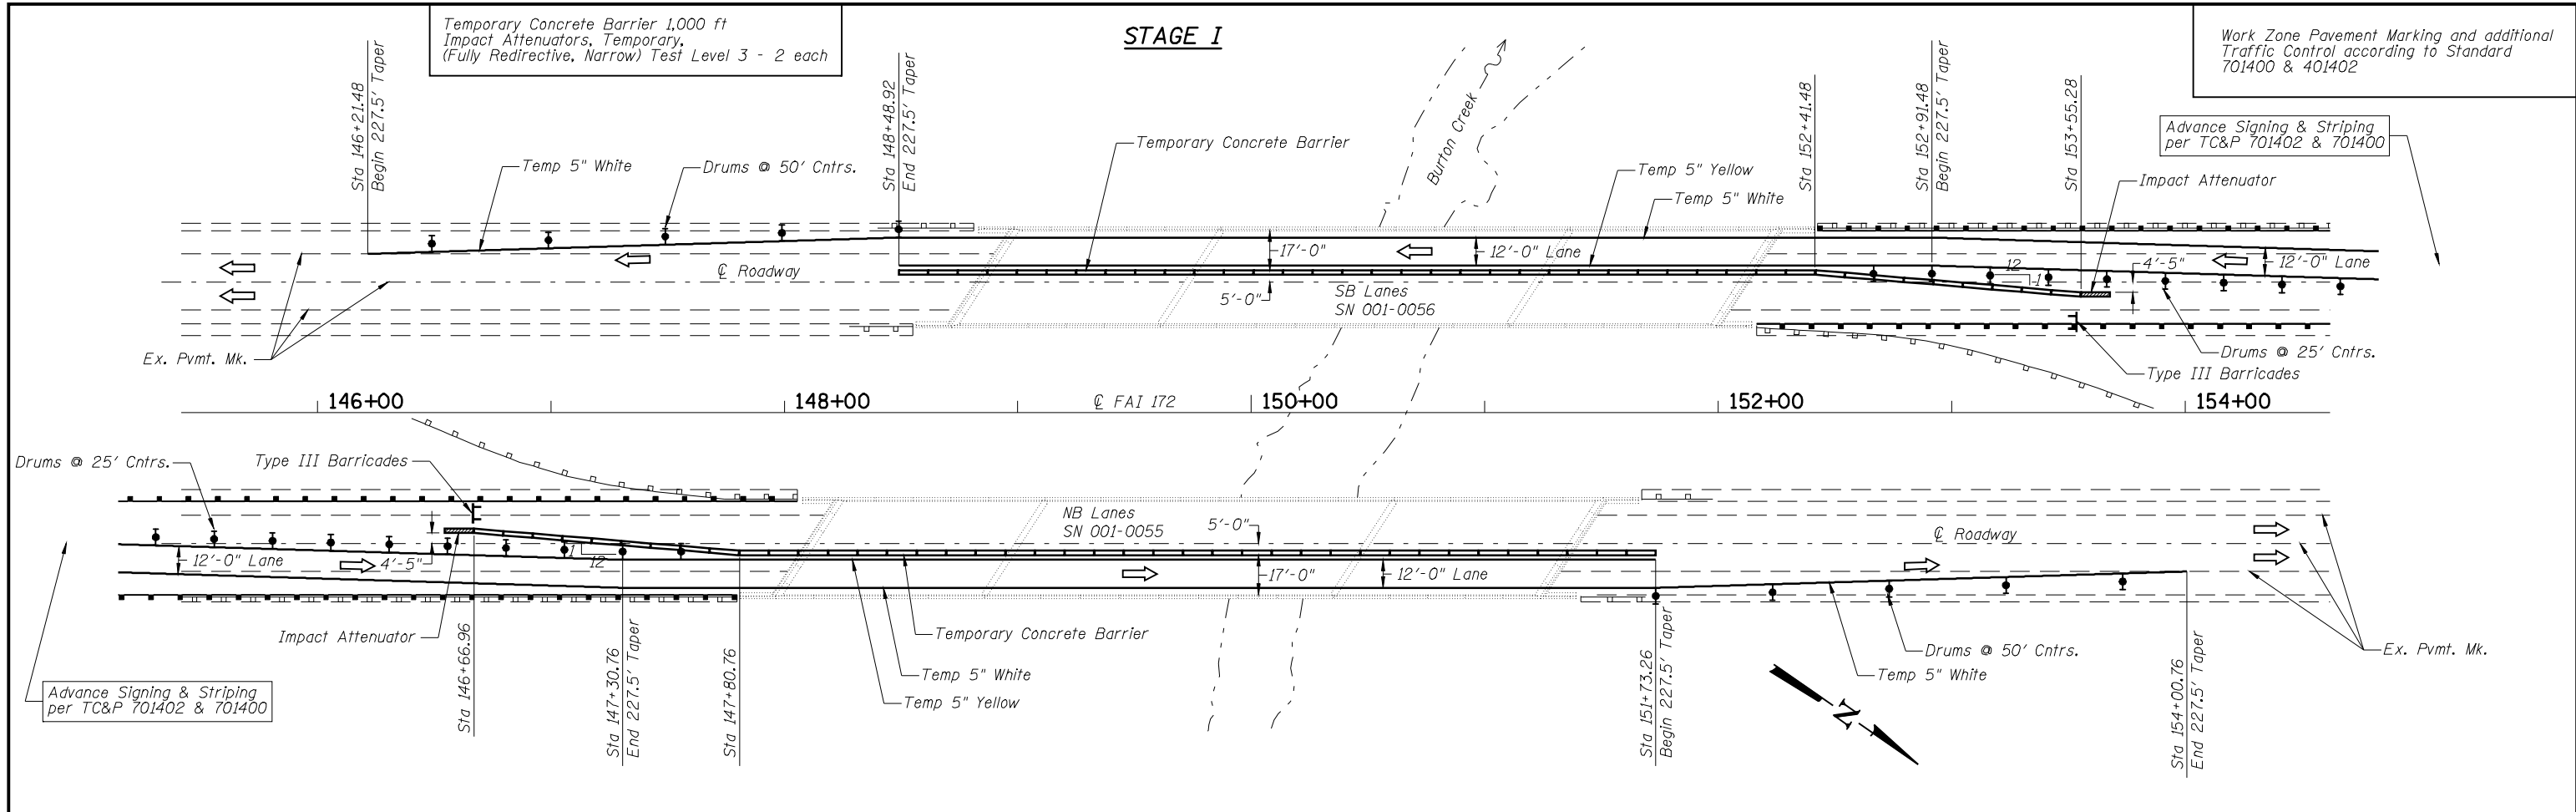 Temporary Concrete Barrier 1,000 ft
Impact Attenuators, Temporary,
(Fully Redirective, Narrow) Test Level 3 - 2 each
STAGE I
Work Zone Pavement Marking and additional
Traffic Control according to Standard
701400 & 401402
Sta 146+21.48
Begin 227.5' Taper
Sta 148+48.92
End 227.5' Taper
Burton Creek
Sta 152+41.48
Sta 152+91.48
Begin 227.5' Taper
Sta 153+55.28
Advance Signing & Striping
per TC&P 701402 & 701400
Temp 5" White
Drums @ 50' Cntrs.
Temporary Concrete Barrier
Temp 5" Yellow
Temp 5" White
Impact Attenuator
17'-0"
12'-0" Lane
12
1
4'-5"
12'-0" Lane
℄ Roadway
5'-0"
SB Lanes
SN 001-0056
Ex. Pvmt. Mk.
Drums @ 25' Cntrs.
Type III Barricades
146+00
148+00
℄ FAI 172
150+00
152+00
154+00
Drums @ 25' Cntrs.
Type III Barricades
NB Lanes
SN 001-0055
5'-0"
℄ Roadway
12'-0" Lane
4'-5"
1
12
17'-0"
12'-0" Lane
Impact Attenuator
Temporary Concrete Barrier
Temp 5" White
Temp 5" Yellow
Drums @ 50' Cntrs.
Temp 5" White
Ex. Pvmt. Mk.
Advance Signing & Striping
per TC&P 701402 & 701400
Sta 146+66.96
Sta 147+30.76
End 227.5' Taper
Sta 147+80.76
Sta 151+73.26
Begin 227.5' Taper
Sta 154+00.76
End 227.5' Taper
N